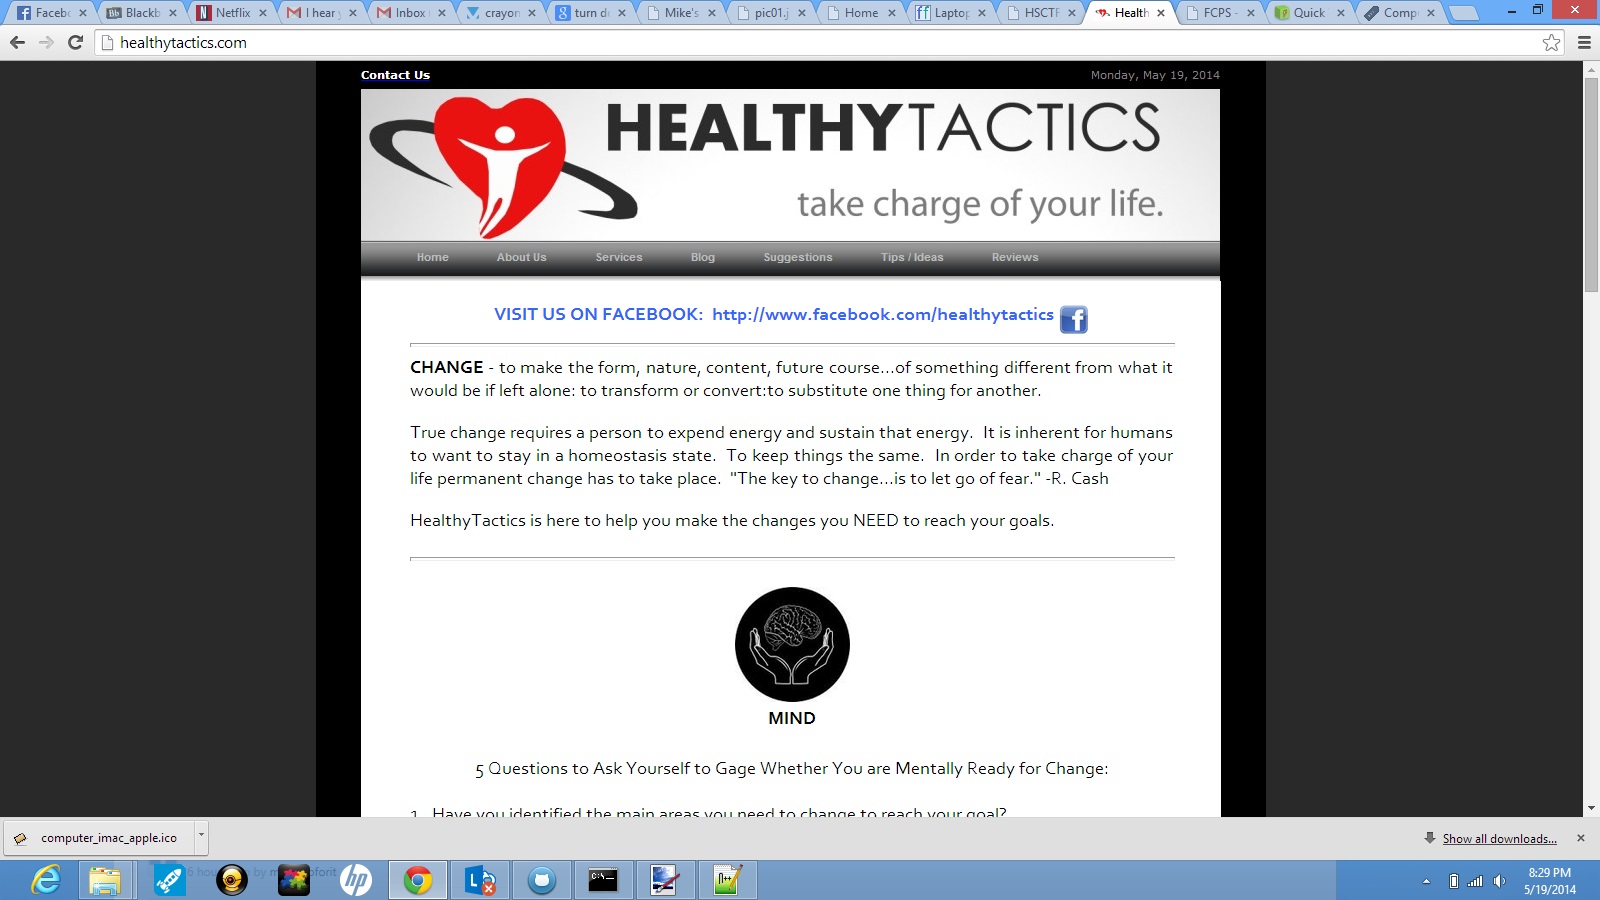 Faceb
Blackb
Netflix
I hear
Inbox
crayon
turn d
Mike's
pic01.j
Home
Laptop
HSCTF
Health
FCPS -
Quick
Comp
healthytactics.com
Contact Us
Monday, May 19, 2014
HEALTHYTACTICS
take charge of your life.
Home About Us Services Blog Suggestions Tips / Ideas Reviews
VISIT US ON FACEBOOK: http://www.facebook.com/healthytactics
CHANGE - to make the form, nature, content, future course...of something different from what it
would be if left alone: to transform or convert:to substitute one thing for another.
True change requires a person to expend energy and sustain that energy. It is inherent for humans
to want to stay in a homeostasis state. To keep things the same. In order to take charge of your
life permanent change has to take place. "The key to change...is to let go of fear." -R. Cash
HealthyTactics is here to help you make the changes you NEED to reach your goals.
MIND
5 Questions to Ask Yourself to Gage Whether You are Mentally Ready for Change:
1. Have you identified the main areas you need to change to reach your goal?
computer_imac_apple.ico
Show all downloads...
8:29 PM
5/19/2014